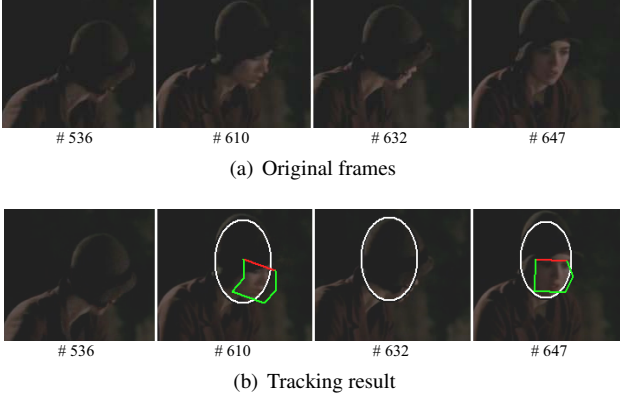 # 536 # 610 # 632 # 647
(a) Original frames
# 536 # 610 # 632 # 647
(b) Tracking result